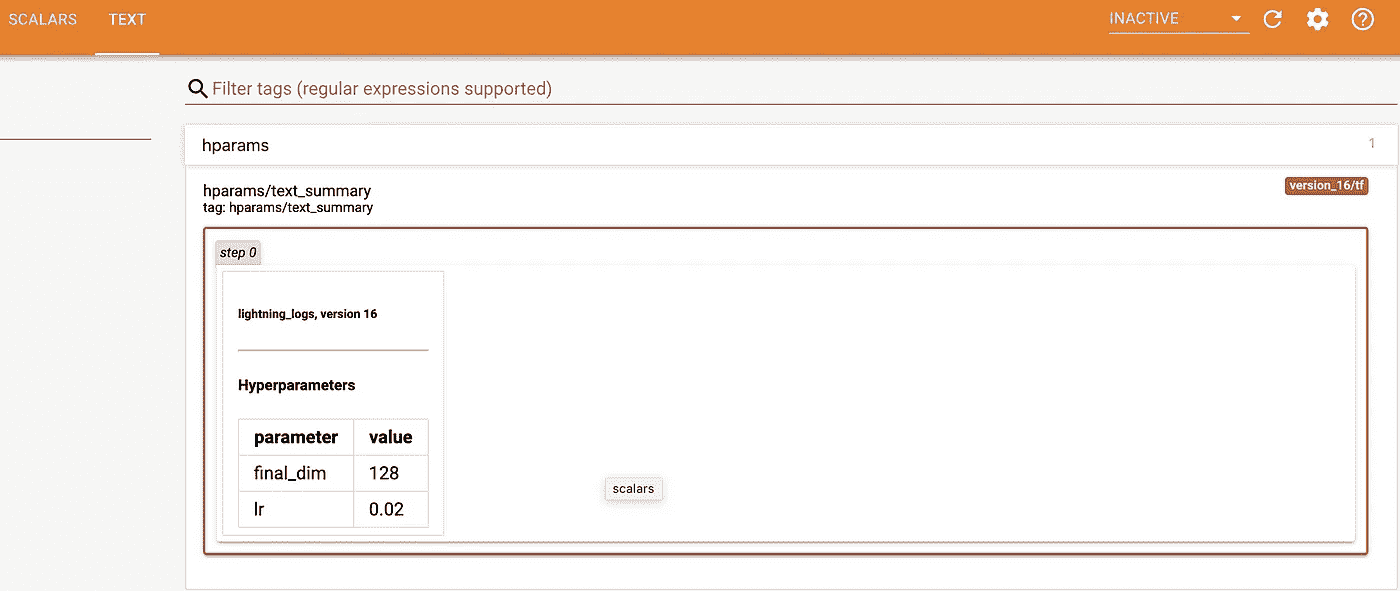 SCALARS TEXT INACTIVE
Filter tags (regular expressions supported)
hparams 1
hparams/text_summary version_16/tf
tag: hparams/text_summary
step 0
lightning_logs, version 16
Hyperparameters
parameter value
final_dim 128
scalars
lr 0.02